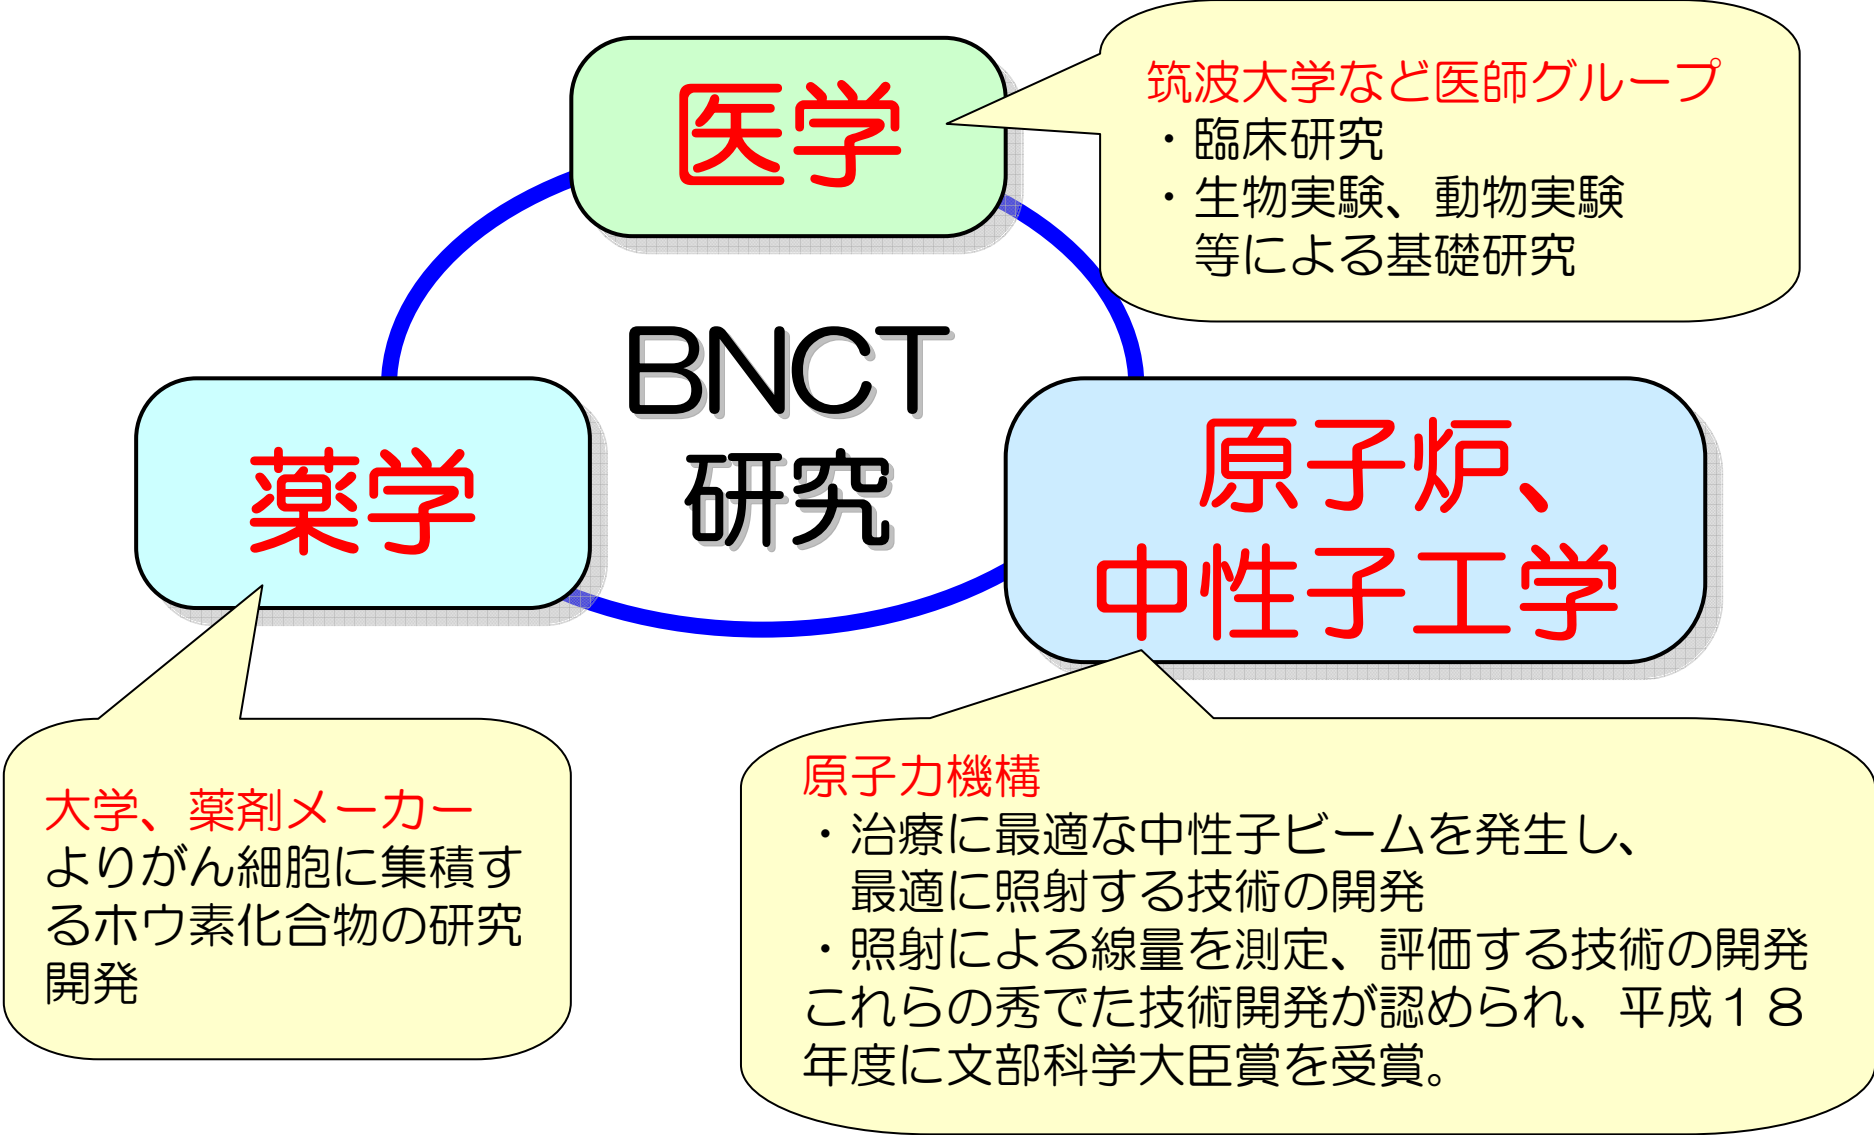 医学
筑波大学など医師グループ
・臨床研究
・生物実験、動物実験
等による基礎研究
BNCT
研究
薬学
原子炉、
中性子工学
大学、薬剤メーカー
よりがん細胞に集積す
るホウ素化合物の研究
開発
原子力機構
・治療に最適な中性子ビームを発生し、
最適に照射する技術の開発
・照射による線量を測定、評価する技術の開発
これらの秀でた技術開発が認められ、平成１８
年度に文部科学大臣賞を受賞。